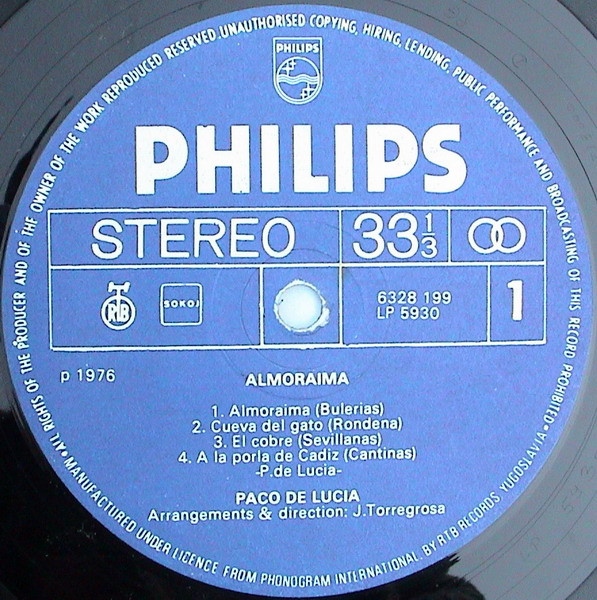 PHILIPS
PHILIPS
STEREO 33 1/3
RTB SOKOJ 6328 199 1
LP 5930
p 1976
ALMORAIMA
1. Almoraima (Bulerias)
2. Cueva del gato (Rondena)
3. El cobre (Sevillanas)
4. A la porla de Cadiz (Cantinas)
-P.de Lucia-
PACO DE LUCIA
Arrangements & direction: J.Torregrosa
•ALL RIGHTS OF THE PRODUCER AND OF THE OWNER OF THE WORK REPRODUCED RESERVED.UNAUTHORISED COPYING, HIRING, LENDING, PUBLIC PERFORMANCE AND BROADCASTING OF THIS RECORD PROHIBITED•
MANUFACTURED UNDER LICENCE FROM PHONOGRAM INTERNATIONAL. BY RTB RECORDS YUGOSLAVIA•